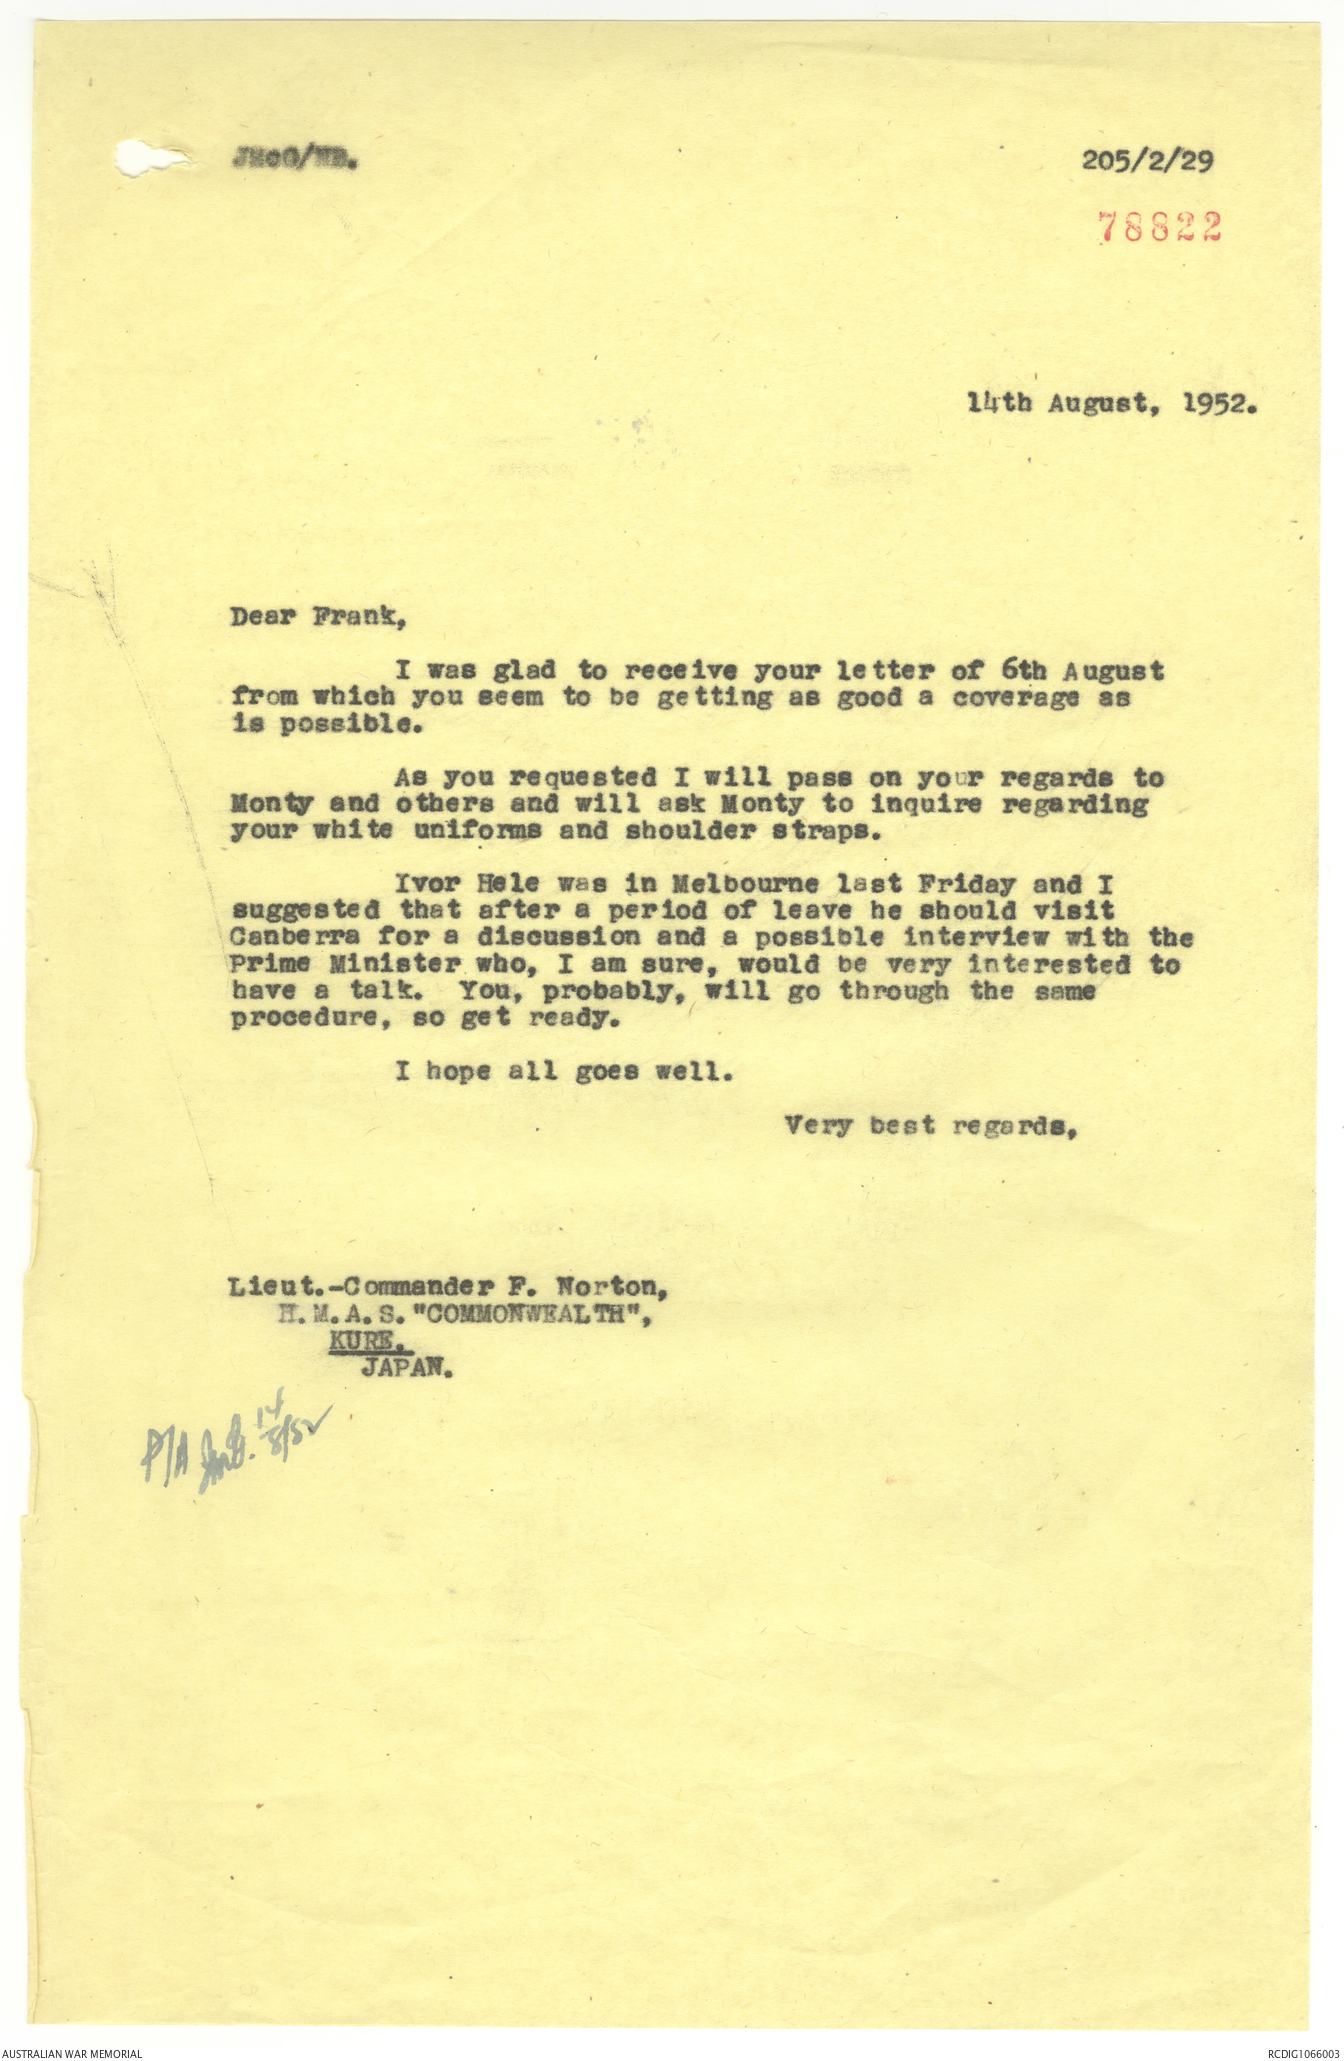 JMcG/WB.
205/2/29
78822
14th August, 1952.
Dear Frank,
I was glad to receive your letter of 6th August
from which you seem to be getting as good a coverage as
is possible.
As you requested I will pass on your regards to
Monty and others and will ask Monty to inquire regarding
your white uniforms and shoulder straps.
Ivor Hele was in Melbourne last Friday and I
suggested that after a period of leave he should visit
Canberra for a discussion and a possible interview with the
Prime Minister who, I am sure, would be very interested to
have a talk. You, probably, will go through the same
procedure, so get ready.
I hope all goes well.
Very best regards,
Lieut.-Commander F. Norton,
H.M.A.S."COMMONWEALTH",
KURE.
JAPAN.
P/A 14/8/52
AUSTRALIAN WAR MEMORIAL
RCDIG1066003